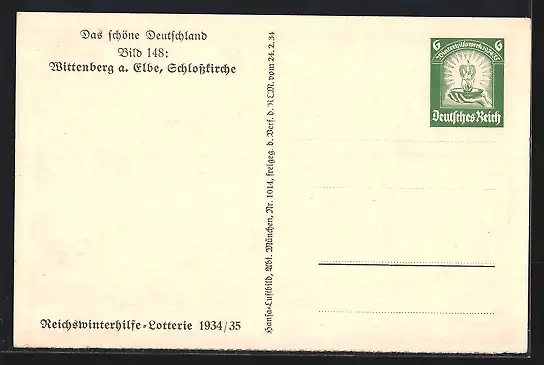 Das schöne Deutschland
Bild 148:
Wittenberg a. Elbe, Schloßkirche
Reichswinterhilfe-Lotterie 1934/35
Hansa-Luftbild, Abt. München, Nr. 1014, freigeg. d. Verf. d. RLM. vom 24. 2. 34
6 6
Deutsches Reich